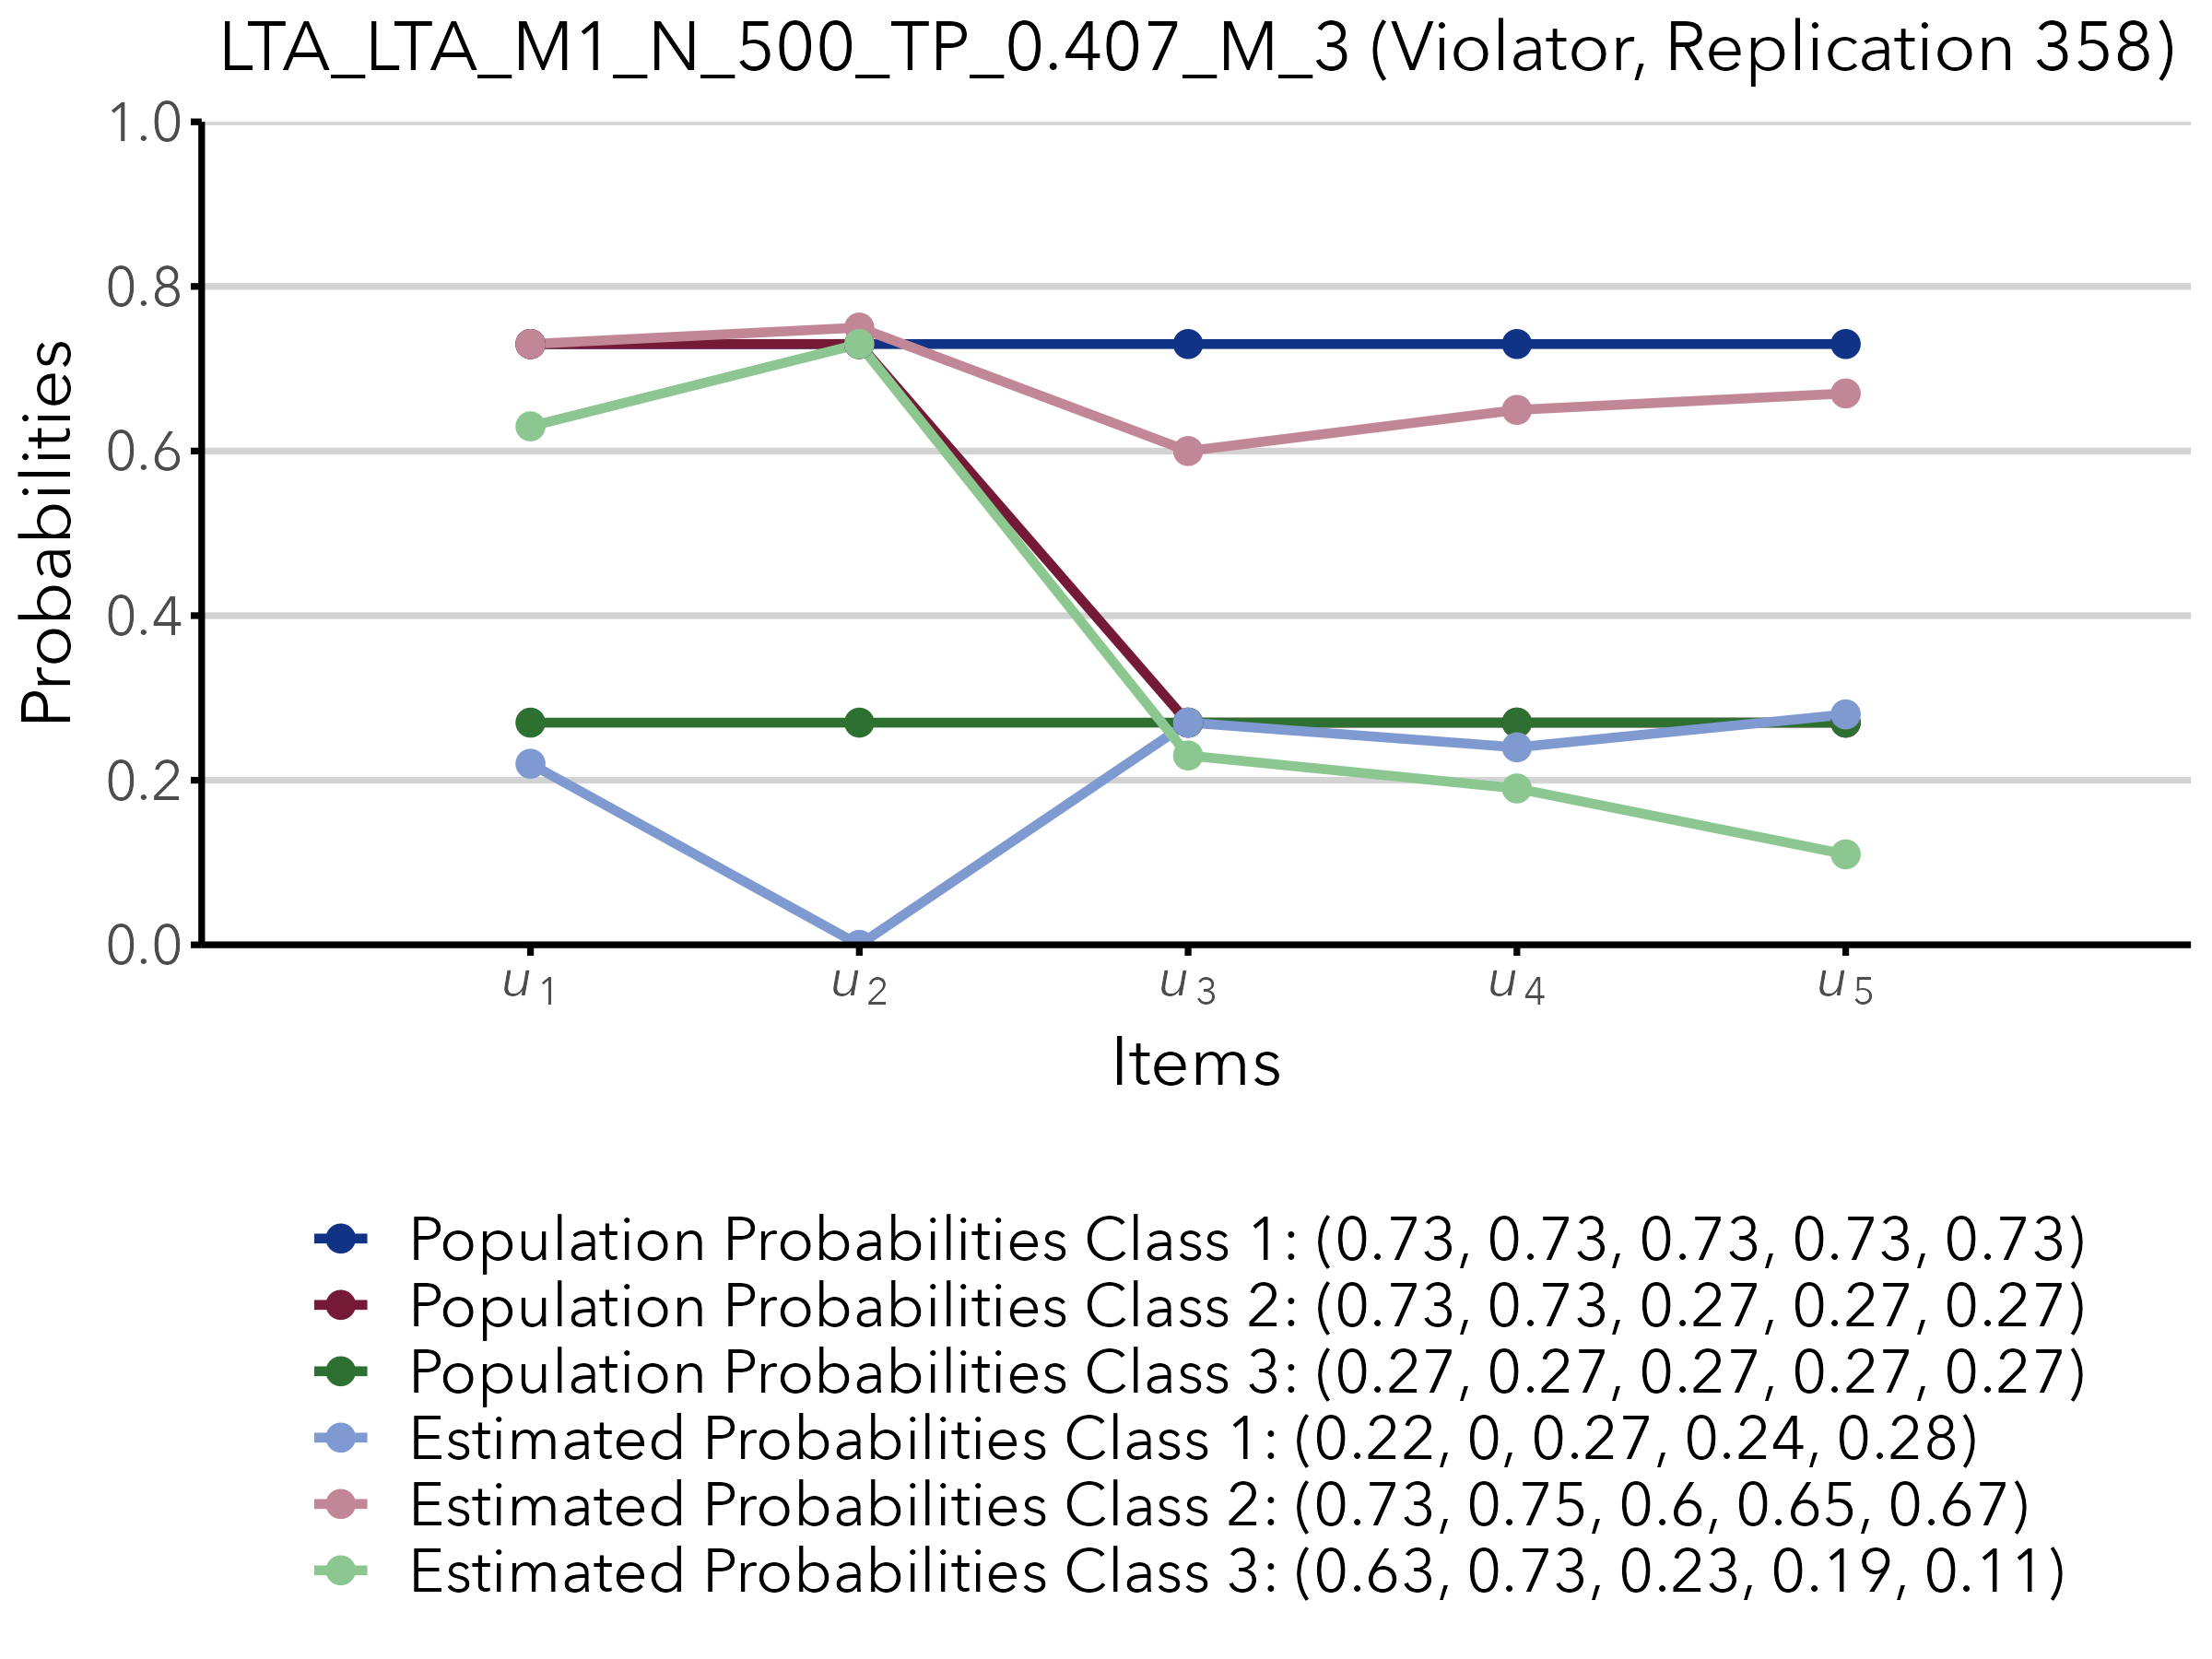 LTA_LTA_M1_N_500_TP_0.407_M_3 (Violator, Replication 358)
1.0
0.8
0.6
0.4
0.2
0.0
Probabilities
u1 u2 u3 u4 u5
Items
Population Probabilities Class 1: (0.73, 0.73, 0.73, 0.73, 0.73)
Population Probabilities Class 2: (0.73, 0.73, 0.27, 0.27, 0.27)
Population Probabilities Class 3: (0.27, 0.27, 0.27, 0.27, 0.27)
Estimated Probabilities Class 1: (0.22, 0, 0.27, 0.24, 0.28)
Estimated Probabilities Class 2: (0.73, 0.75, 0.6, 0.65, 0.67)
Estimated Probabilities Class 3: (0.63, 0.73, 0.23, 0.19, 0.11)